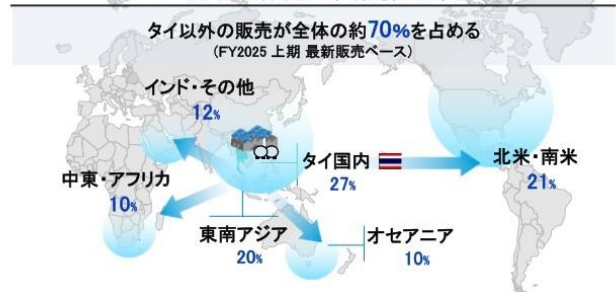 タイ以外の販売が全体の約70%を占める
(FY2025 上期 最新販売ベース)
インド・その他
12%
タイ国内
27%
北米・南米
21%
中東・アフリカ
10%
東南アジア
20%
オセアニア
10%